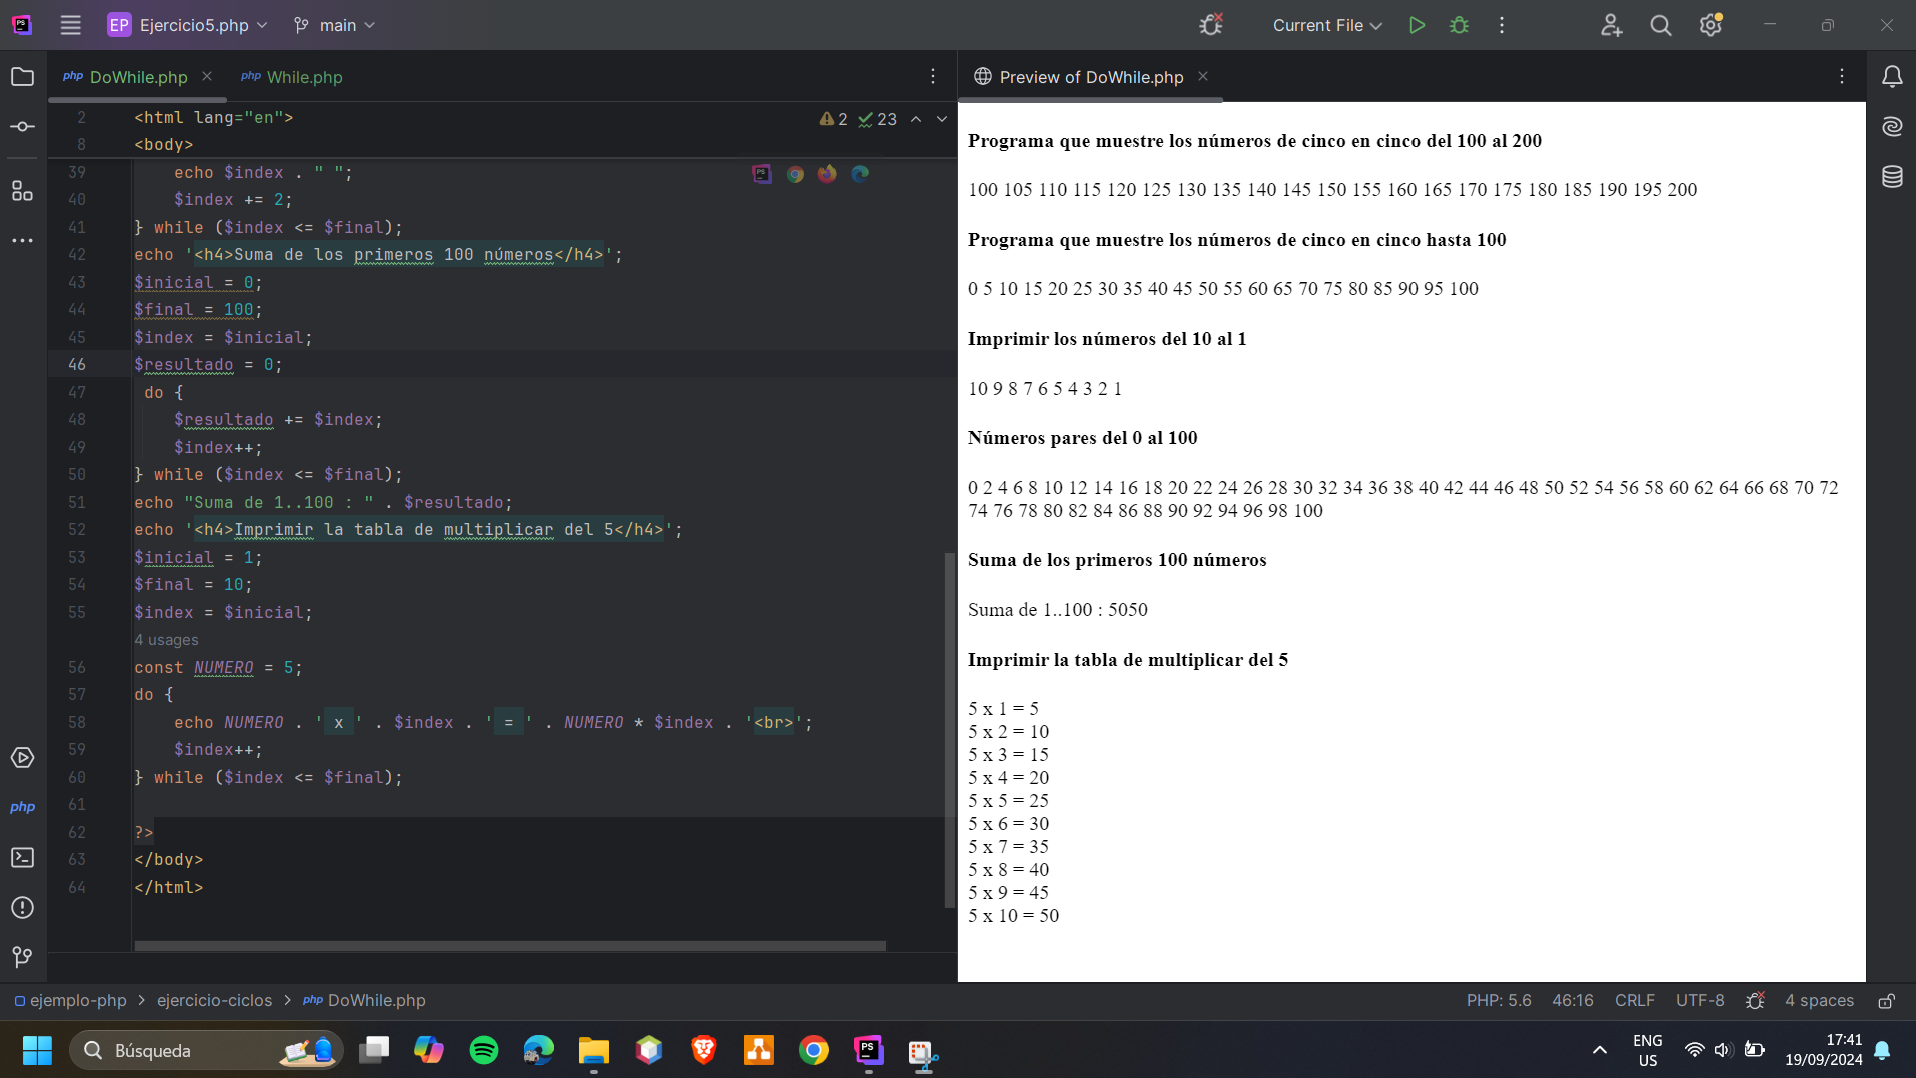 PS EP Ejercicio5.php main Current File
php DoWhile.php php While.php Preview of DoWhile.php
2 <html lang="en"> 2 23
8 <body>
39 echo $index . " ";
40 $index += 2;
41 } while ($index <= $final);
42 echo '<h4>Suma de los primeros 100 números</h4>';
43 $inicial = 0;
44 $final = 100;
45 $index = $inicial;
46 $resultado = 0;
47 do {
48 $resultado += $index;
49 $index++;
50 } while ($index <= $final);
51 echo "Suma de 1..100 : " . $resultado;
52 echo '<h4>Imprimir la tabla de multiplicar del 5</h4>';
53 $inicial = 1;
54 $final = 10;
55 $index = $inicial;
4 usages
56 const NUMERO = 5;
57 do {
58 echo NUMERO . ' x ' . $index . ' = ' . NUMERO * $index . '<br>';
59 $index++;
60 } while ($index <= $final);
61
62 ?>
63 </body>
64 </html>
Programa que muestre los números de cinco en cinco del 100 al 200
100 105 110 115 120 125 130 135 140 145 150 155 160 165 170 175 180 185 190 195 200
Programa que muestre los números de cinco en cinco hasta 100
0 5 10 15 20 25 30 35 40 45 50 55 60 65 70 75 80 85 90 95 100
Imprimir los números del 10 al 1
10 9 8 7 6 5 4 3 2 1
Números pares del 0 al 100
0 2 4 6 8 10 12 14 16 18 20 22 24 26 28 30 32 34 36 38 40 42 44 46 48 50 52 54 56 58 60 62 64 66 68 70 72
74 76 78 80 82 84 86 88 90 92 94 96 98 100
Suma de los primeros 100 números
Suma de 1..100 : 5050
Imprimir la tabla de multiplicar del 5
5 x 1 = 5
5 x 2 = 10
5 x 3 = 15
5 x 4 = 20
5 x 5 = 25
5 x 6 = 30
5 x 7 = 35
5 x 8 = 40
5 x 9 = 45
5 x 10 = 50
php
ejemplo-php > ejercicio-ciclos > php DoWhile.php PHP: 5.6 46:16 CRLF UTF-8 4 spaces
Búsqueda PS ENG US 17:41 19/09/2024